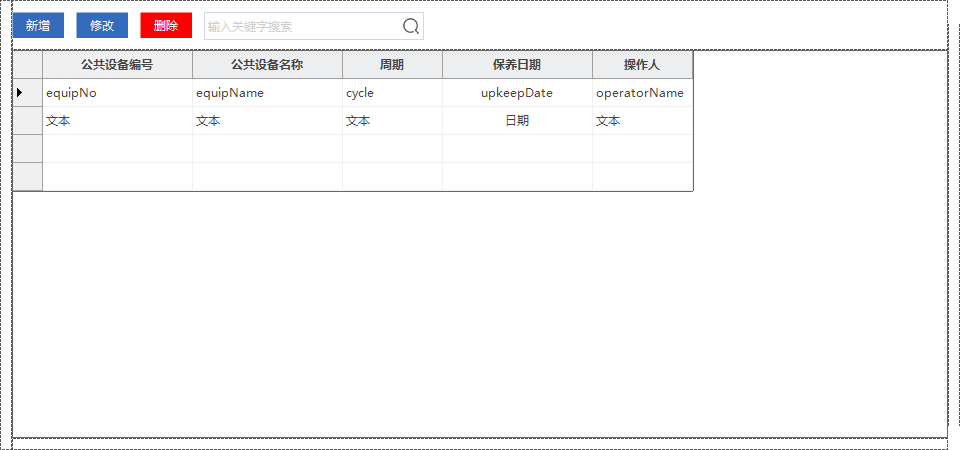 新增 修改 删除 输入关键字搜索
公共设备编号 公共设备名称 周期 保养日期 操作人
equipNo equipName cycle upkeepDate operatorName
文本 文本 文本 日期 文本